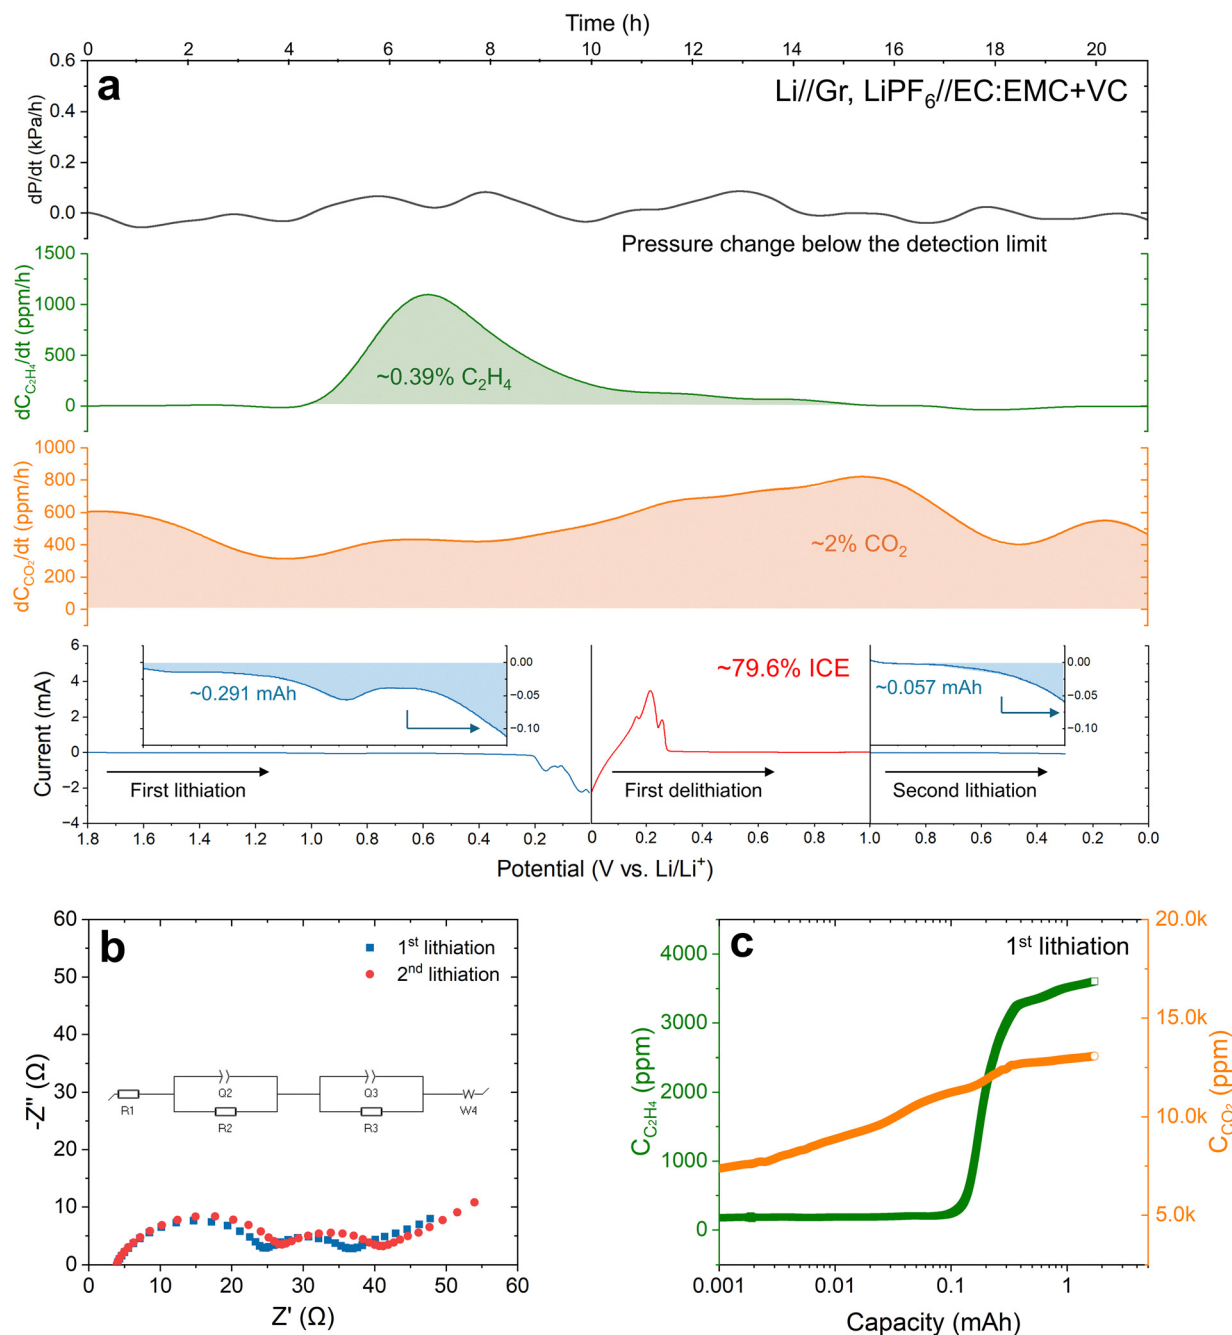 Time (h)
0 2 4 6 8 10 12 14 16 18 20
a
Li//Gr, LiPF₆//EC:EMC+VC
dP/dt (kPa/h)
0.6
0.4
0.2
0.0
Pressure change below the detection limit
dC_C₂H₄/dt (ppm/h)
1500
1000
500
0
~0.39% C₂H₄
dC_CO₂/dt (ppm/h)
1000
800
600
400
200
0
~2% CO₂
Current (mA)
6
4
2
0
−2
−4
~0.291 mAh
0.00
−0.05
−0.10
First lithiation
~79.6% ICE
First delithiation
~0.057 mAh
0.00
−0.05
−0.10
Second lithiation
1.8 1.6 1.4 1.2 1.0 0.8 0.6 0.4 0.2 0 0.2 0.4 0.6 0.8 1.0 0.8 0.6 0.4 0.2 0.0
Potential (V vs. Li/Li⁺)
b
1ˢᵗ lithiation
2ⁿᵈ lithiation
-Z'' (Ω)
60
50
40
30
20
10
0
R1
Q2
R2
Q3
R3
W4
0 10 20 30 40 50 60
Z' (Ω)
c
1ˢᵗ lithiation
C_C₂H₄ (ppm)
4000
3000
2000
1000
0
20.0k
15.0k
10.0k
5.0k
C_CO₂ (ppm)
0.001 0.01 0.1 1
Capacity (mAh)